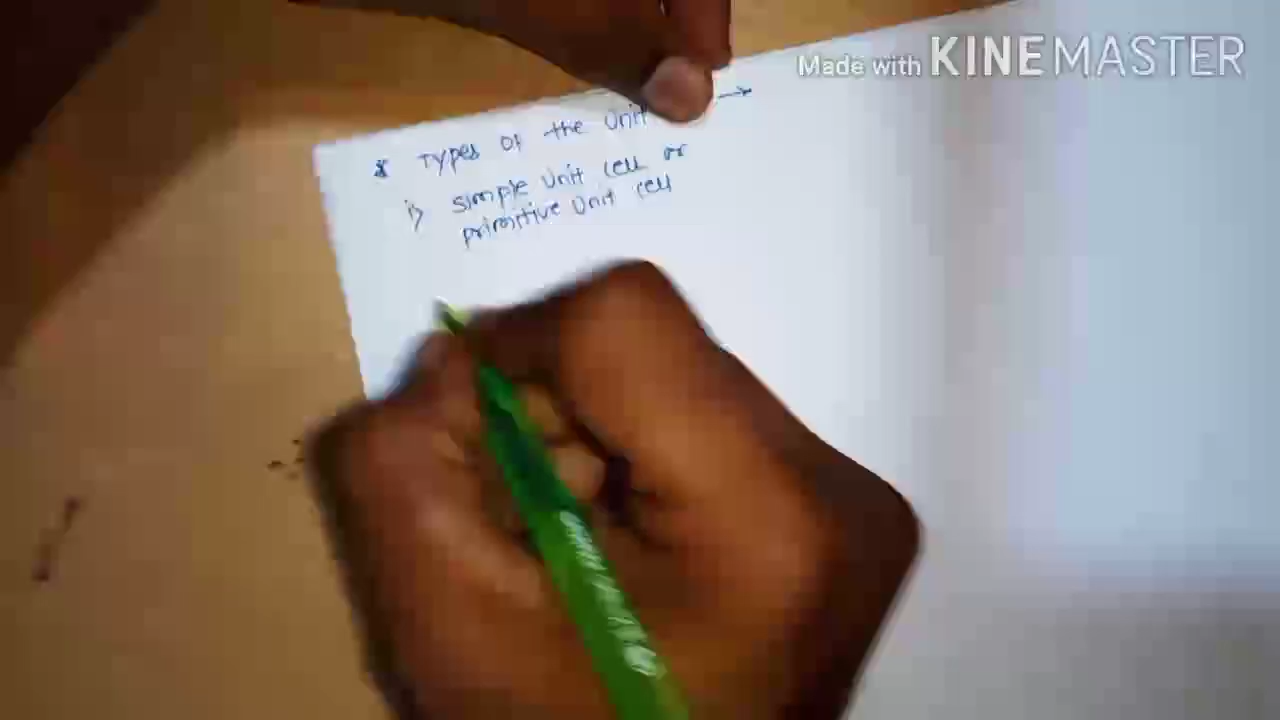 Made with KINEMASTER
* Types of the Unit →
i) simple Unit cell or
primitive Unit cell